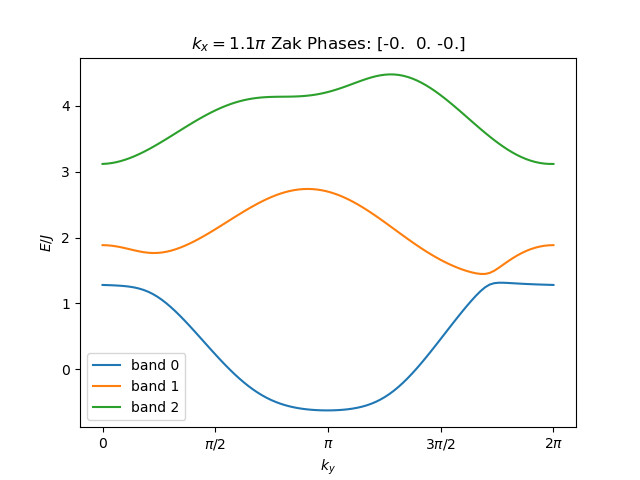 $k_x = 1.1\pi$ Zak Phases: [-0.  0. -0.]
E/J
4
3
2
1
0
band 0
band 1
band 2
0
π/2
π
3π/2
2π
$k_y$